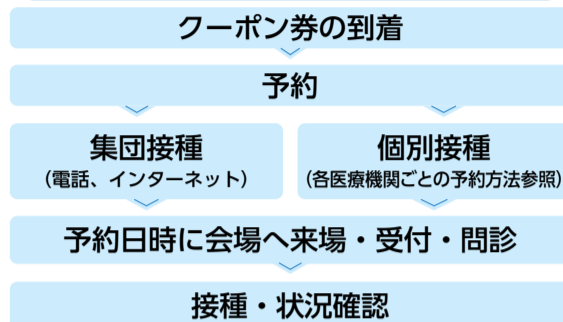 クーポン券の到着
予約
集団接種
（電話、インターネット）
個別接種
（各医療機関ごとの予約方法参照）
予約日時に会場へ来場・受付・問診
接種・状況確認